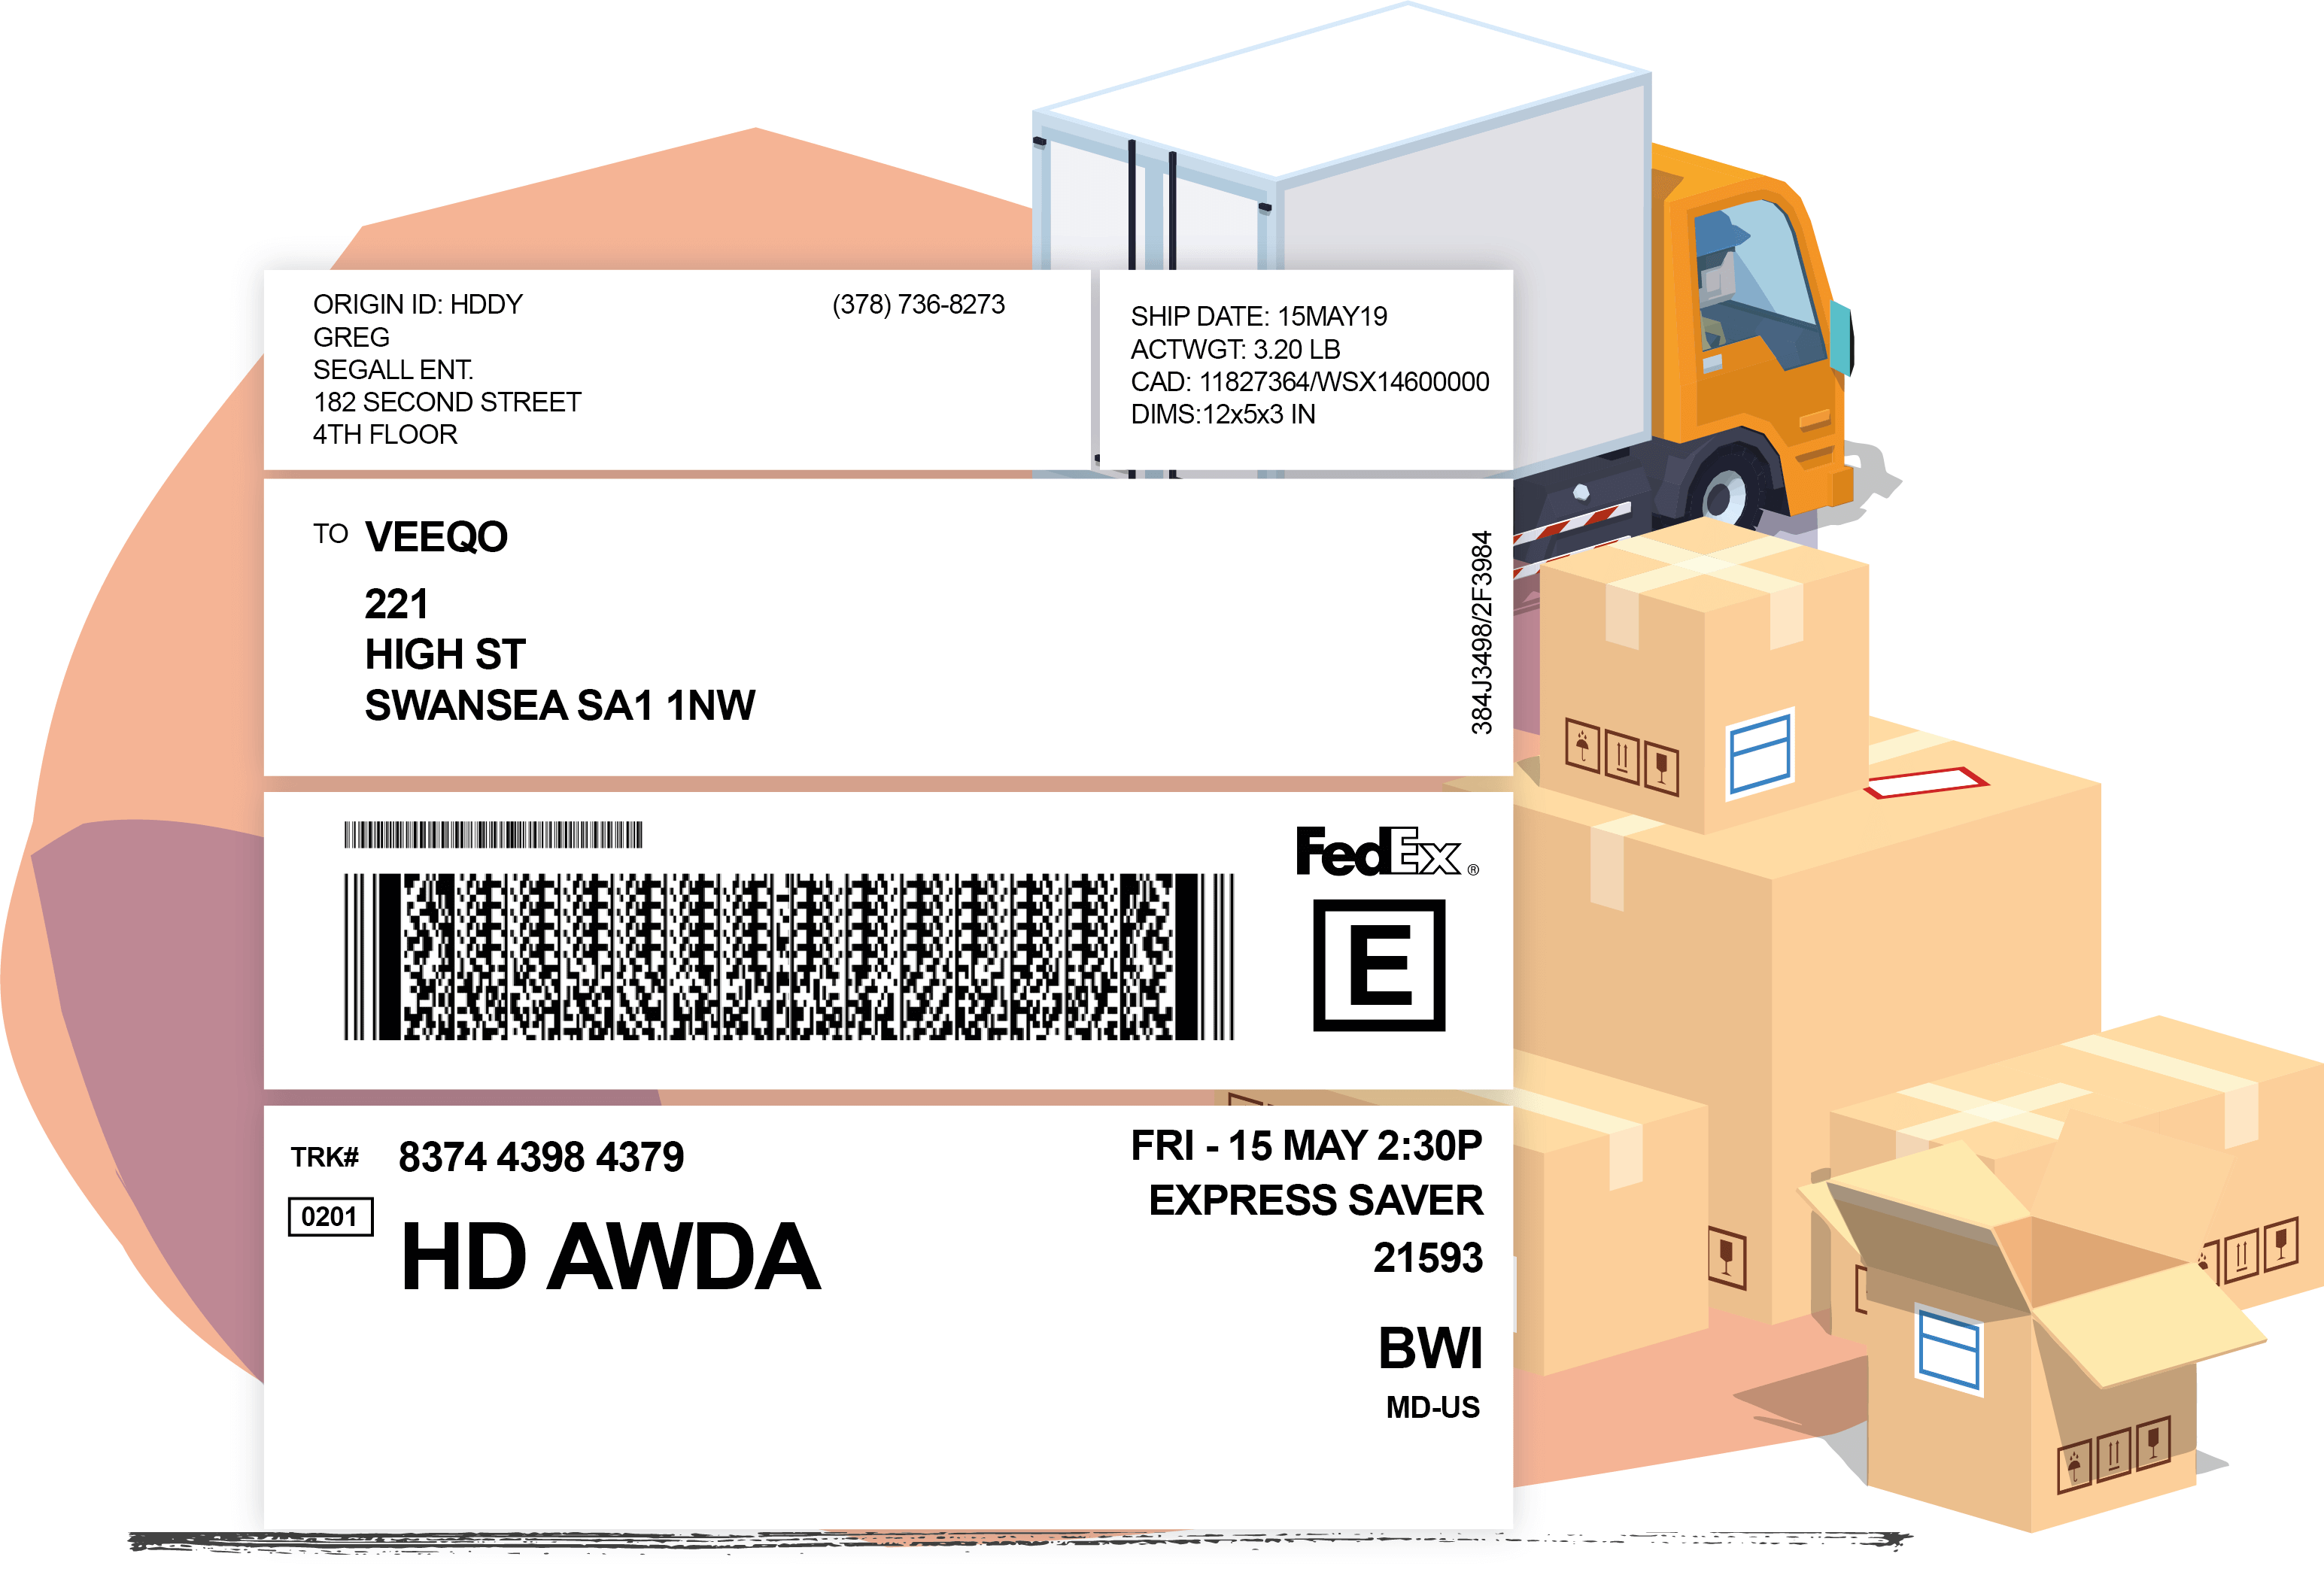 ORIGIN ID: HDDY
(378) 736-8273
GREG
SEGALL ENT.
182 SECOND STREET
4TH FLOOR
SHIP DATE: 15MAY19
ACTWGT: 3.20 LB
CAD: 11827364/WSX14600000
DIMS:12x5x3 IN
TO VEEQO
221
HIGH ST
SWANSEA SA1 1NW
384J3498/2F3984
FedEx ®
E
TRK# 8374 4398 4379
0201
HD AWDA
FRI - 15 MAY 2:30P
EXPRESS SAVER
21593
BWI
MD-US